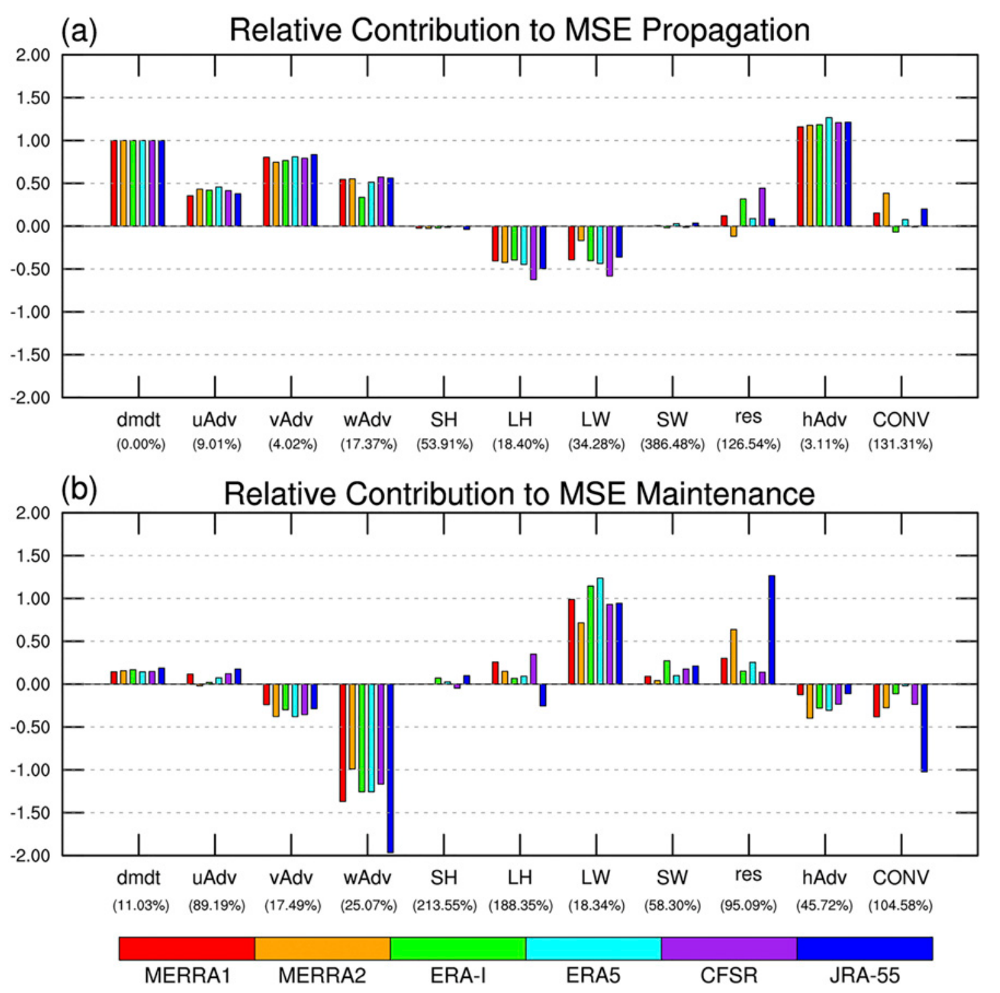 (a) Relative Contribution to MSE Propagation
2.00
1.50
1.00
0.50
0.00
-0.50
-1.00
-1.50
-2.00
dmdt uAdv vAdv wAdv SH LH LW SW res hAdv CONV
(0.00%) (9.01%) (4.02%) (17.37%) (53.91%) (18.40%) (34.28%) (386.48%) (126.54%) (3.11%) (131.31%)
(b) Relative Contribution to MSE Maintenance
2.00
1.50
1.00
0.50
0.00
-0.50
-1.00
-1.50
-2.00
dmdt uAdv vAdv wAdv SH LH LW SW res hAdv CONV
(11.03%) (89.19%) (17.49%) (25.07%) (213.55%) (188.35%) (18.34%) (58.30%) (95.09%) (45.72%) (104.58%)
MERRA1 MERRA2 ERA-I ERA5 CFSR JRA-55